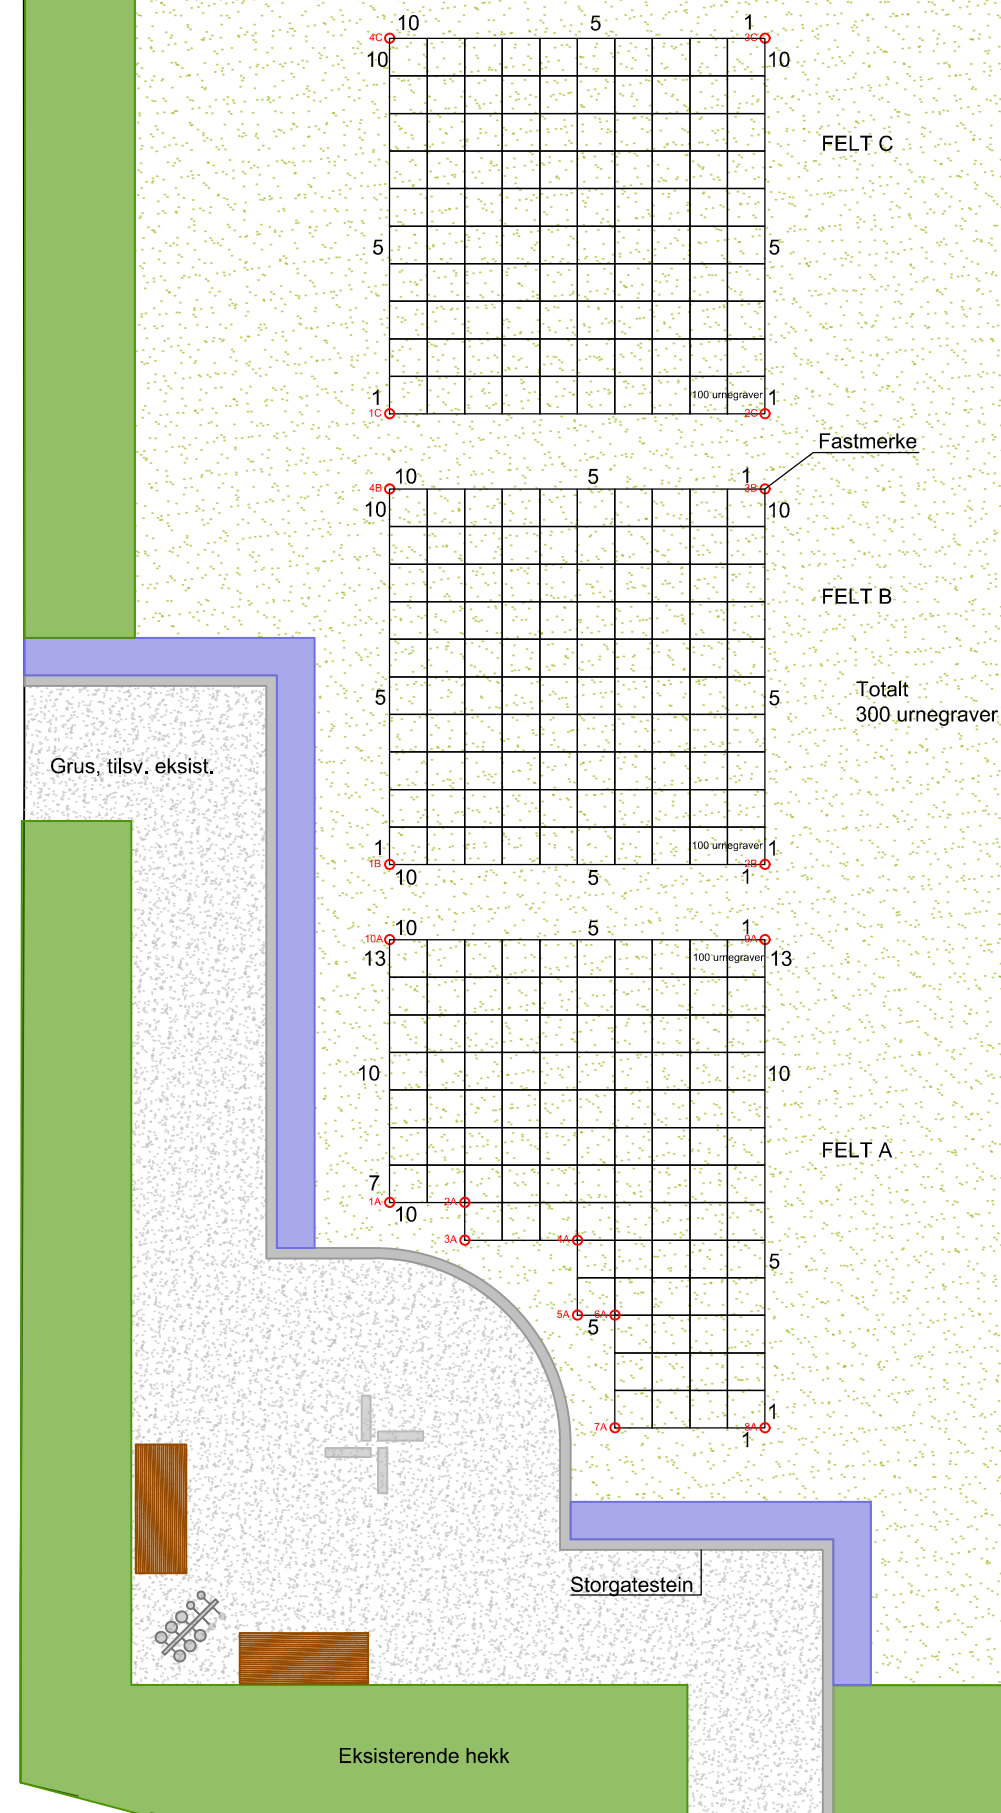 10 5 1
4C 3C
10 10
FELT C
5 5
100 urnegraver
1 1
1C 2C
Fastmerke
10 5 1
4B 3B
10 10
FELT B
Totalt
300 urnegraver
5 5
Grus, tilsv. eksist.
100 urnegraver
1 1
1B 2B
10 5 1
10 5 1
10A 9A
13 100 urnegraver 13
10 10
FELT A
7
1A 2A
10
3A 4A
5
5A 6A
5
1
7A 8A
1
Storgatestein
Eksisterende hekk